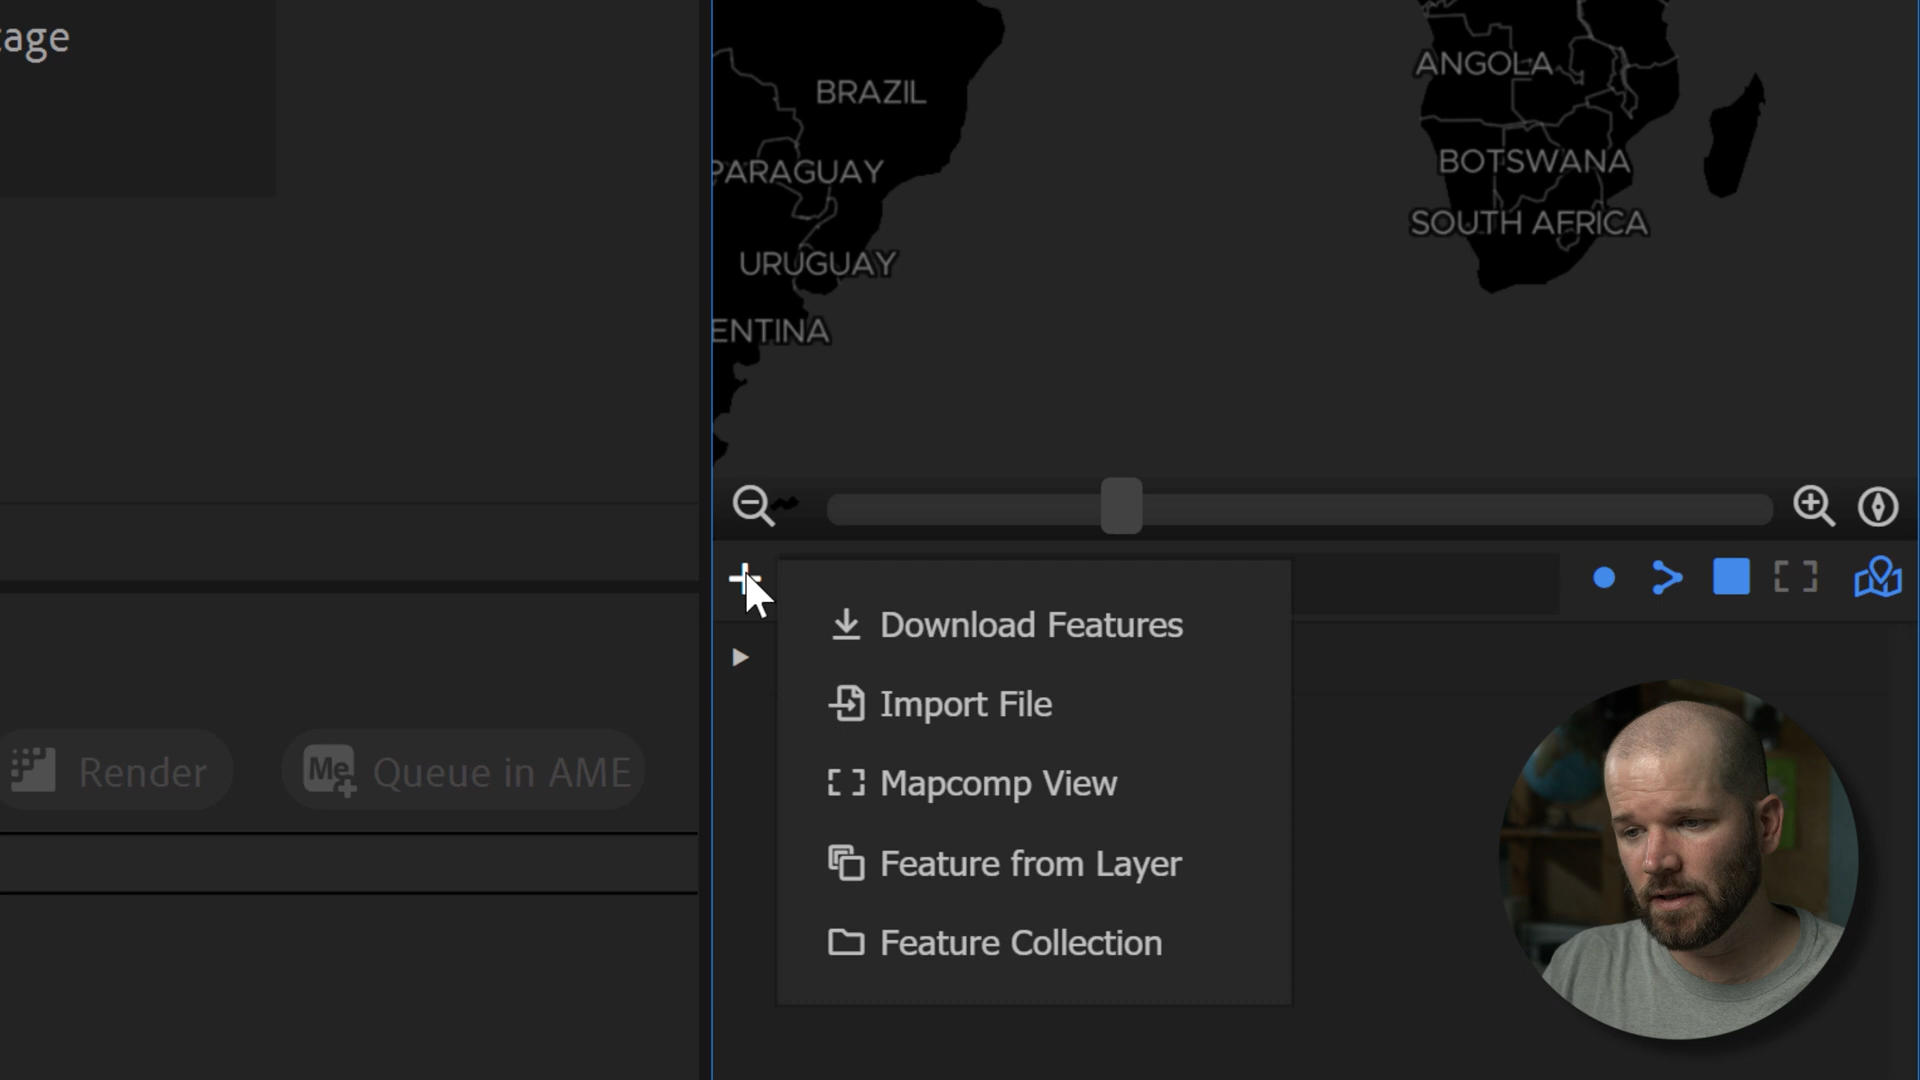 BRAZIL
PARAGUAY
URUGUAY
ENTINA
ANGOLA
BOTSWANA
SOUTH AFRICA
Download Features
Import File
Mapcomp View
Feature from Layer
Feature Collection
Render
Me
Queue in AME